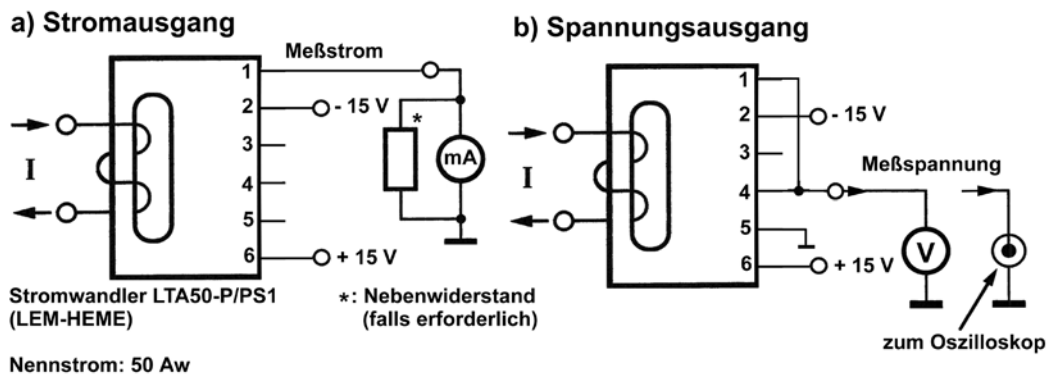 a) Stromausgang
Meßstrom
1
2
- 15 V
3
4
5
6
+ 15 V
I
*
mA
Stromwandler LTA50-P/PS1
(LEM-HEME)
*: Nebenwiderstand
(falls erforderlich)
Nennstrom: 50 Aw
b) Spannungsausgang
1
2
- 15 V
3
Meßspannung
4
5
6
+ 15 V
I
V
zum Oszilloskop